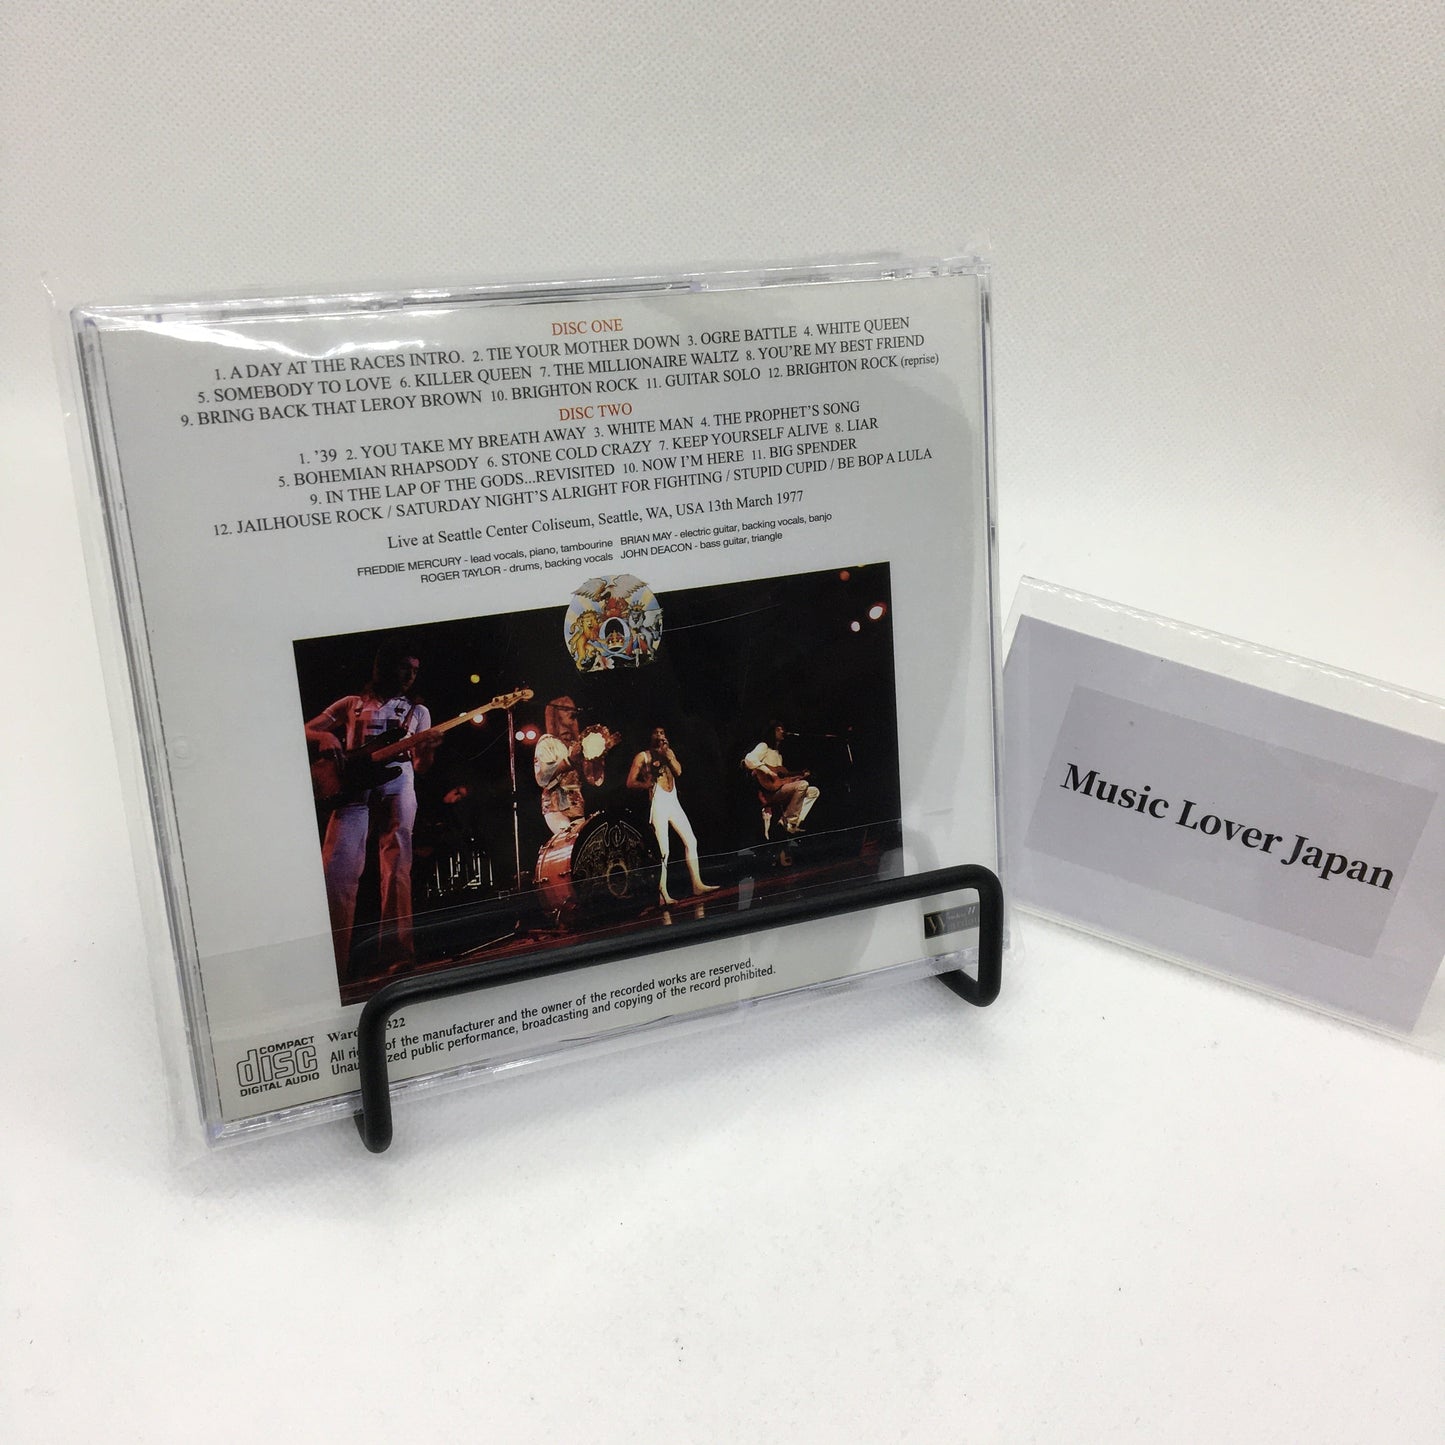 DISC ONE
1. A DAY AT THE RACES INTRO. 2. TIE YOUR MOTHER DOWN 3. OGRE BATTLE 4. WHITE QUEEN
5. SOMEBODY TO LOVE 6. KILLER QUEEN 7. THE MILLIONAIRE WALTZ 8. YOU'RE MY BEST FRIEND
9. BRING BACK THAT LEROY BROWN 10. BRIGHTON ROCK 11. GUITAR SOLO 12. BRIGHTON ROCK (reprise)
DISC TWO
1. '39 2. YOU TAKE MY BREATH AWAY 3. WHITE MAN 4. THE PROPHET'S SONG
5. BOHEMIAN RHAPSODY 6. STONE COLD CRAZY 7. KEEP YOURSELF ALIVE 8. LIAR
9. IN THE LAP OF THE GODS...REVISITED 10. NOW I'M HERE 11. BIG SPENDER
12. JAILHOUSE ROCK / SATURDAY NIGHT'S ALRIGHT FOR FIGHTING / STUPID CUPID / BE BOP A LULA
Live at Seattle Center Coliseum, Seattle, WA, USA 13th March 1977
FREDDIE MERCURY - lead vocals, piano, tambourine BRIAN MAY - electric guitar, backing vocals, banjo
ROGER TAYLOR - drums, backing vocals JOHN DEACON - bass guitar, triangle
322
All of the manufacturer and the owner of the recorded works are reserved.
public performance, broadcasting and copying of the record prohibited.
COMPACT
disc
DIGITAL AUDIO
Music Lover Japan